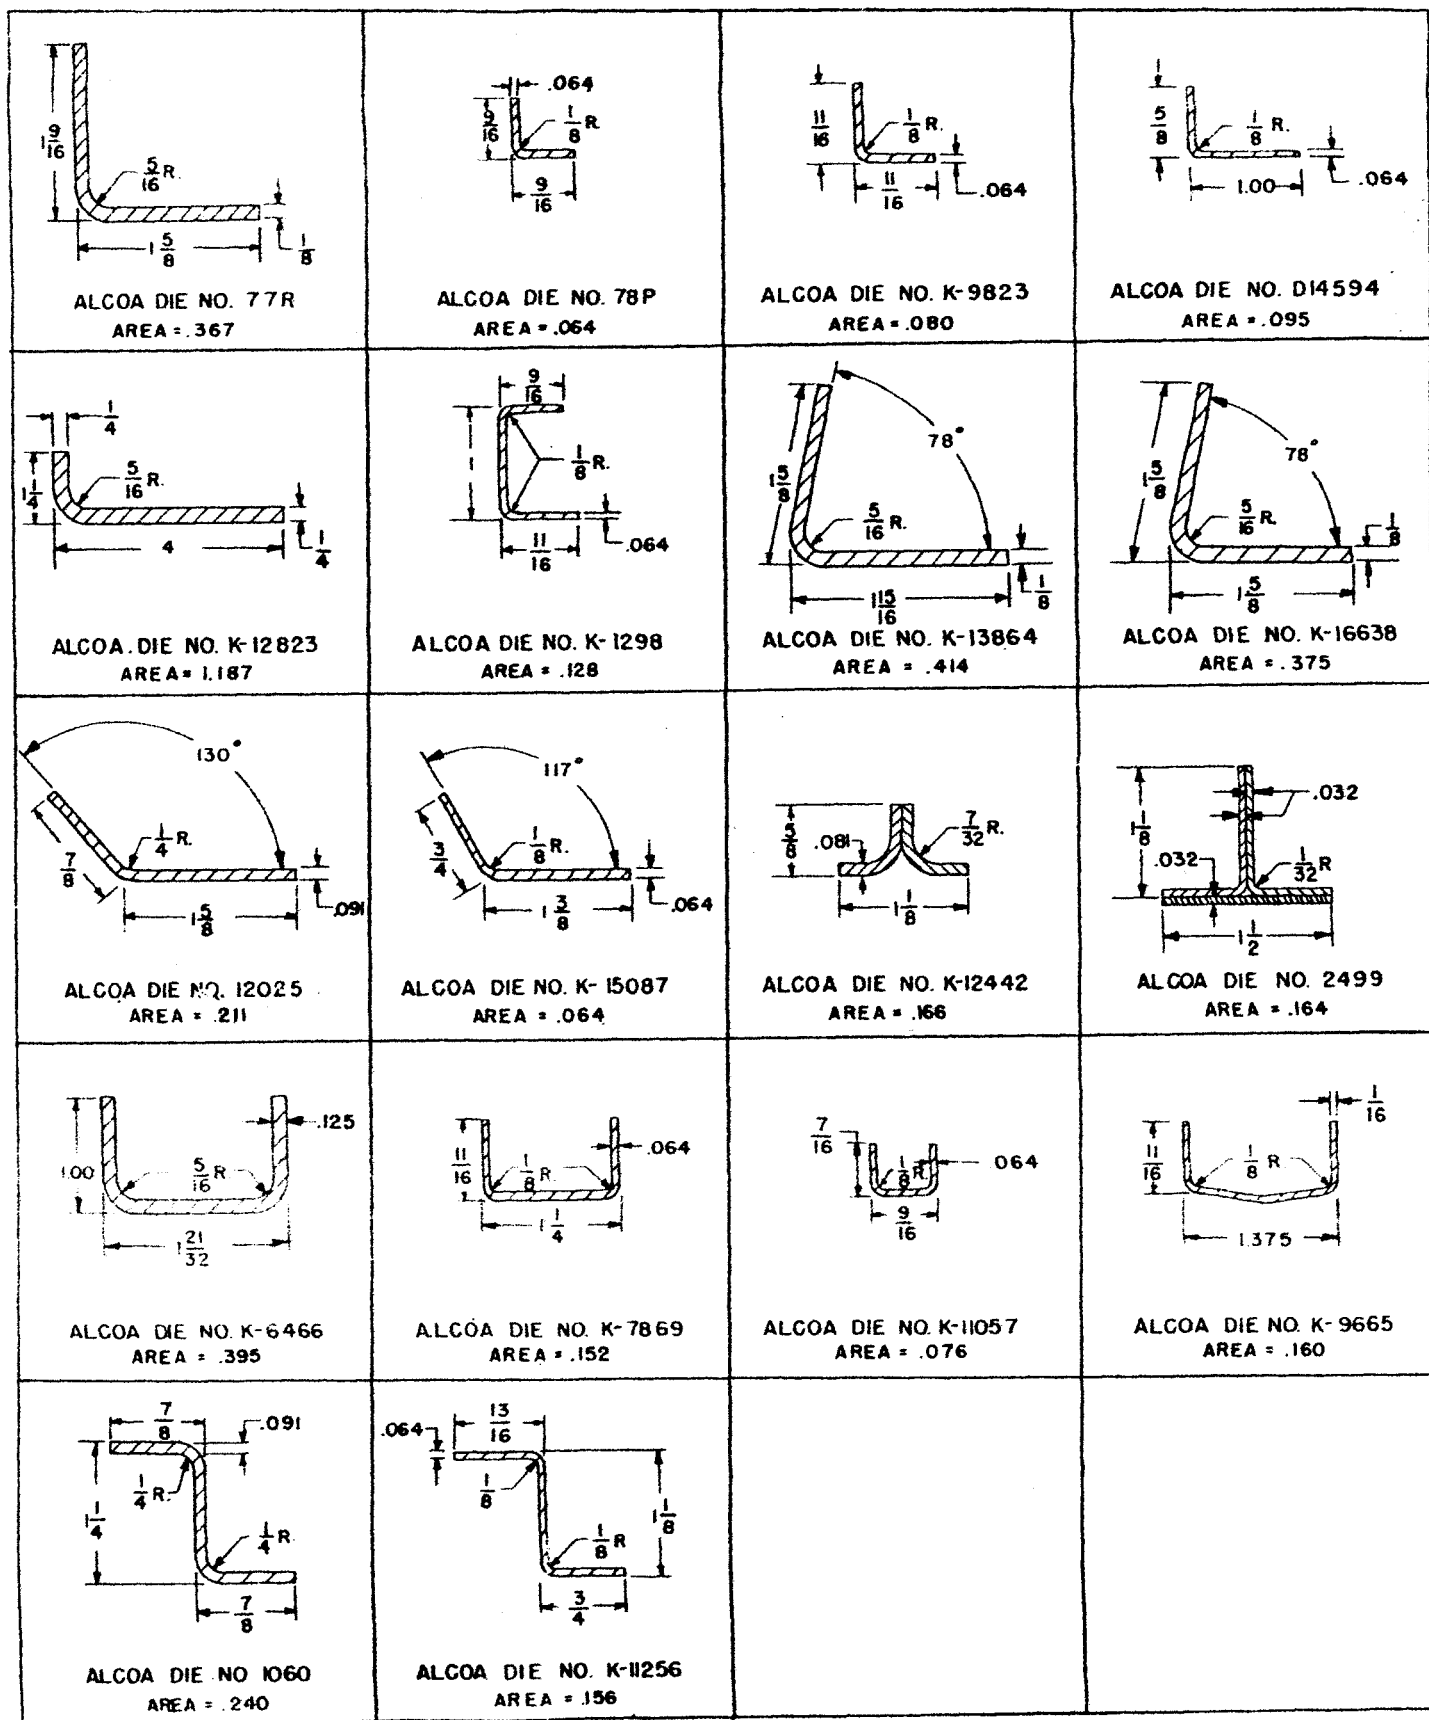 .064
1 9/16
5/16 R.
1 5/8
1/8
ALCOA DIE NO. 77R
AREA = .367
9/16
1/8 R.
9/16
ALCOA DIE NO. 78P
AREA = .064
11/16
1/8 R.
11/16
.064
ALCOA DIE NO. K-9823
AREA = .080
5/8
1/8 R.
1.00
.064
ALCOA DIE NO. D14594
AREA = .095
1/4
1 1/4
5/16 R.
4
1/4
ALCOA. DIE NO. K-12823
AREA = 1.187
9/16
1
1/8 R.
11/16
.064
ALCOA DIE NO. K-1298
AREA = .128
78°
1 5/8
5/16 R.
1 15/16
1/8
ALCOA DIE NO. K-13864
AREA = .414
78°
1 5/8
5/16 R.
1 5/8
1/8
ALCOA DIE NO. K-16638
AREA = .375
130°
7/8
1/4 R.
1 5/8
.091
ALCOA DIE NO. 12025
AREA = .211
117°
3/4
1/8 R.
1 3/8
.064
ALCOA DIE NO. K-15087
AREA = .064
5/8
.081
7/32 R.
1 1/8
ALCOA DIE NO. K-12442
AREA = .166
1 1/8
.032
.032
1/32 R
1 1/2
ALCOA DIE NO. 2499
AREA = .164
1.00
5/16 R
.125
1 21/32
ALCOA DIE NO. K-6466
AREA = .395
11/16
1/8 R.
.064
1 1/4
ALCOA DIE NO. K-7869
AREA = .152
7/16
1/8 R.
.064
9/16
ALCOA DIE NO. K-11057
AREA = .076
1/16
11/16
1/8 R
1.375
ALCOA DIE NO. K-9665
AREA = .160
7/8
.091
1/4 R.
1 1/4
1/4 R.
7/8
ALCOA DIE NO 1060
AREA = .240
.064
13/16
1/8
1 1/8
1/8 R
3/4
ALCOA DIE NO. K-11256
AREA = .156